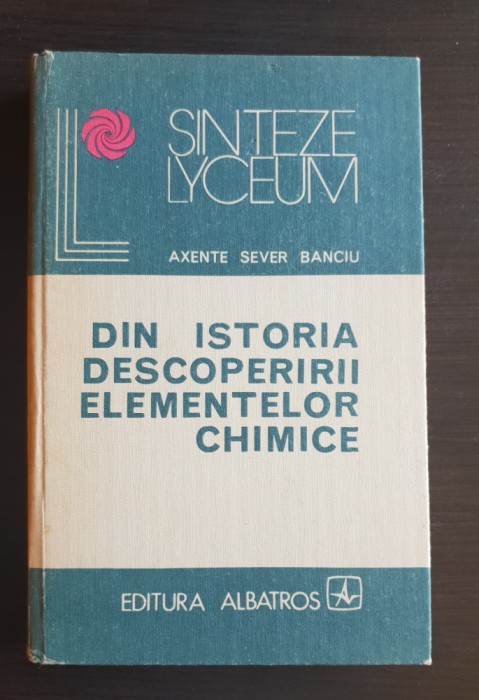 SINTEZE
LYCEUM
AXENTE SEVER BANCIU
DIN ISTORIA
DESCOPERIRII
ELEMENTELOR
CHIMICE
EDITURA ALBATROS